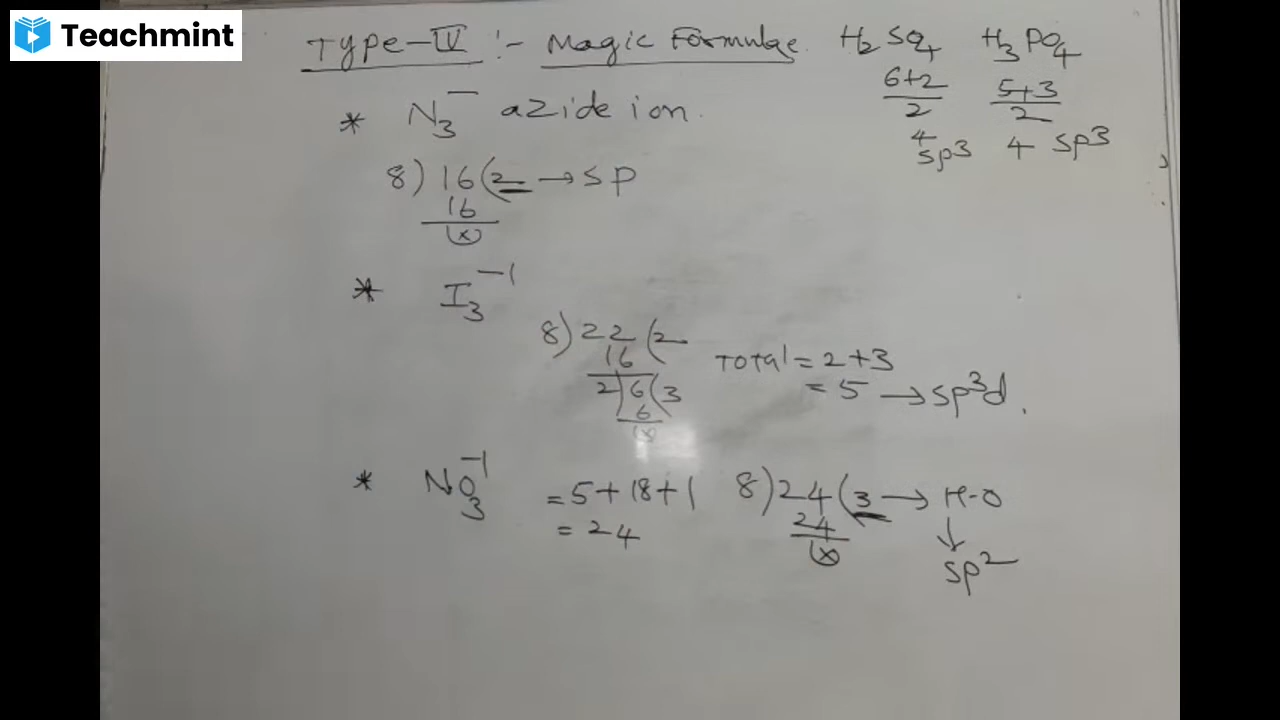 Teachmint
Type-IV :- Magic Formulae. H2SO4 H3PO4
6+2/2 5+3/2
4 sp3 4 sp3
* N3- azide ion.
8)16(2 → sp
16
(x)
* I3-1
8)22(2
16
2)6(3
6
(x)
Total = 2+3
= 5 → sp3d.
* NO3-1 = 5+18+1
= 24
8)24(3 → H-O
24
(x)
↓
sp2